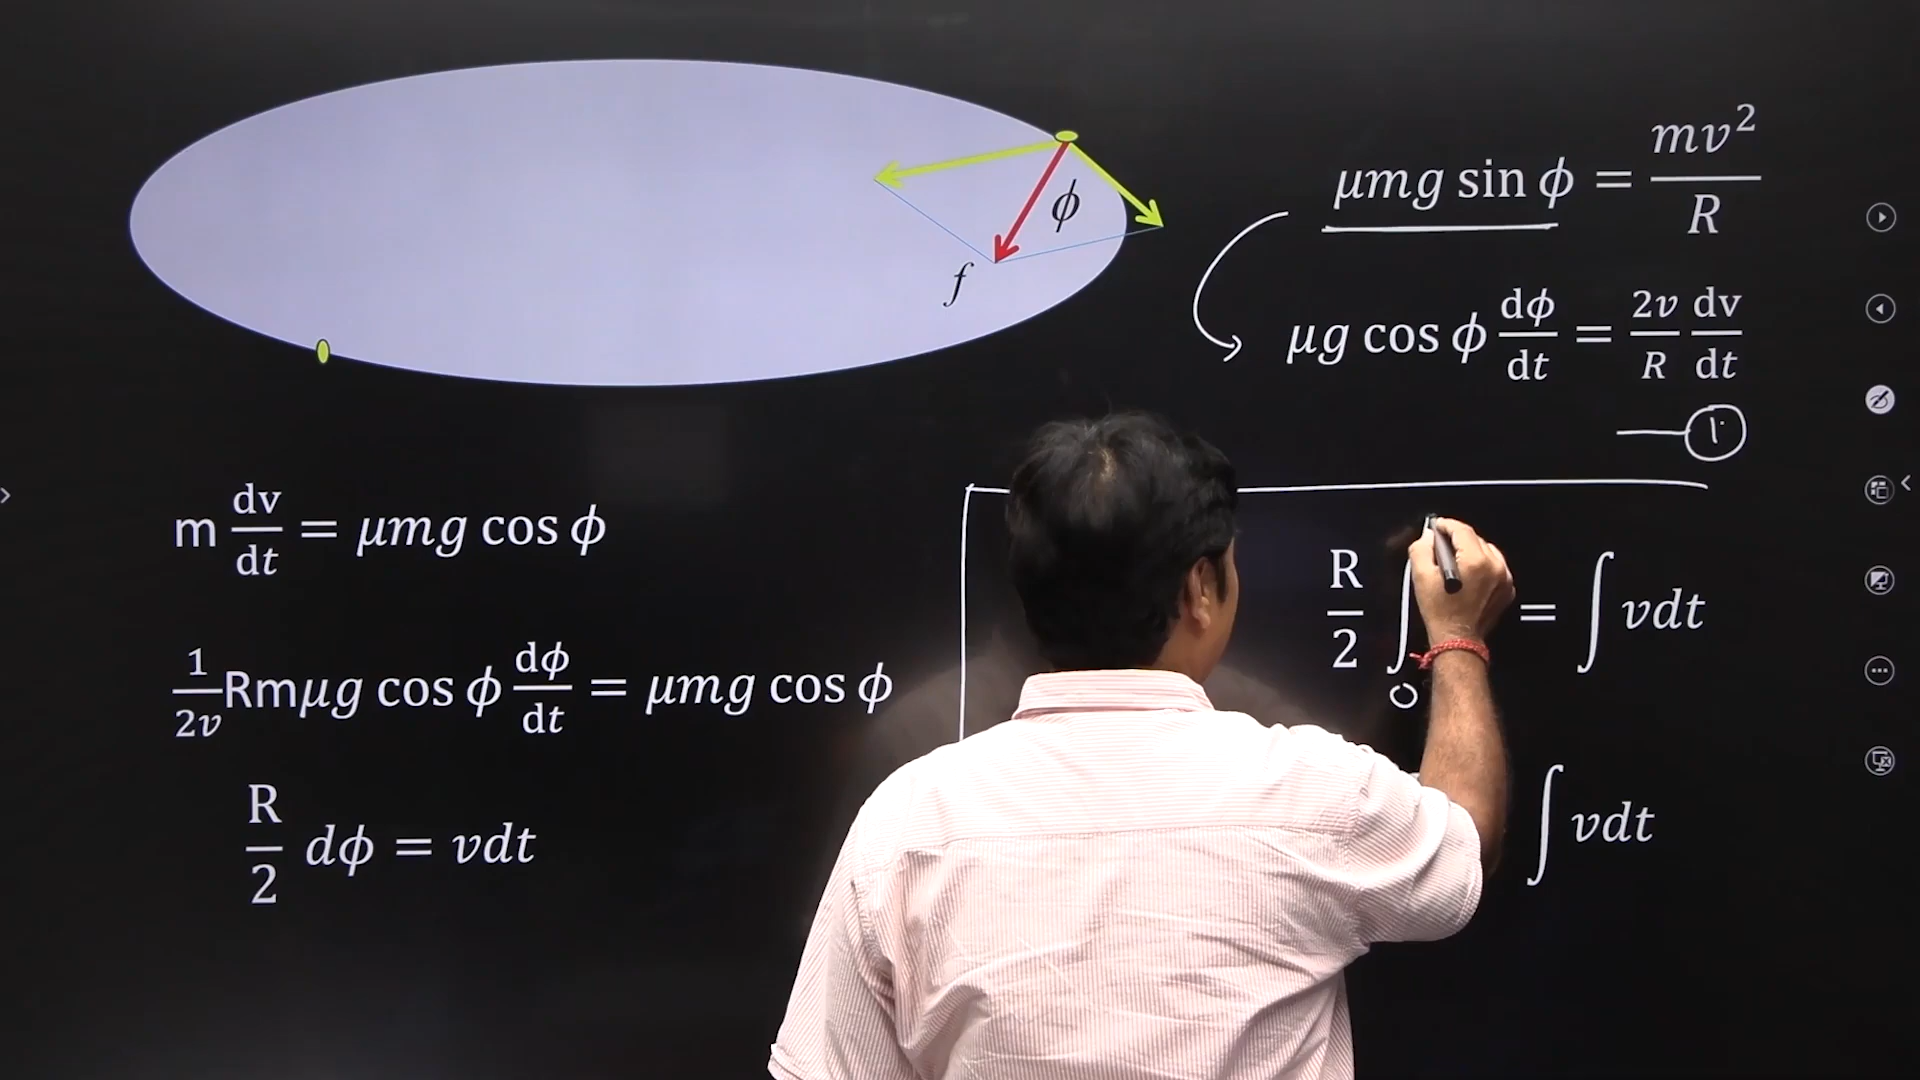 ϕ
f
μmg sin ϕ = mv²/R
μg cos ϕ dϕ/dt = 2v/R dv/dt
1
m dv/dt = μmg cos ϕ
1/2v Rmμg cos ϕ dϕ/dt = μmg cos ϕ
R/2 dϕ = vdt
R/2 ∫ = ∫ vdt
0
∫ vdt